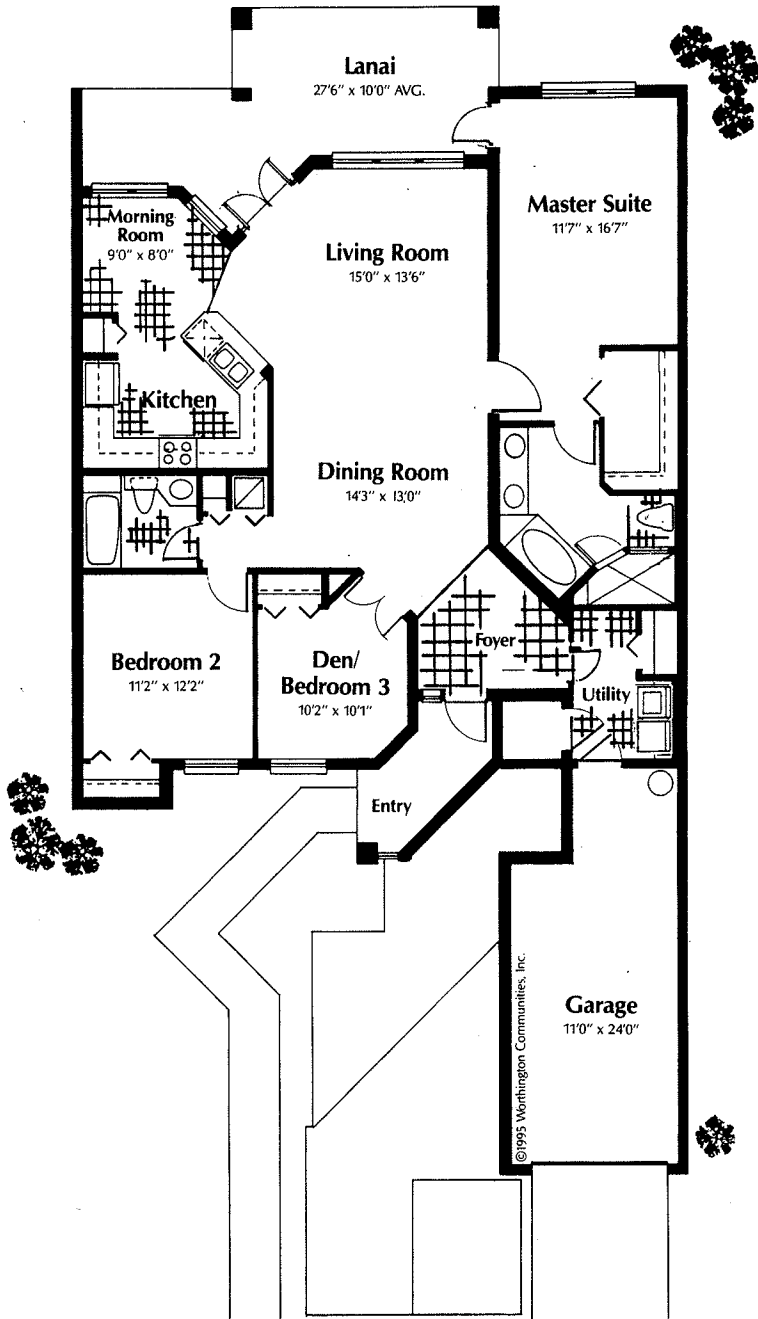 Lanai
27'6" x 10'0" AVG.
Master Suite
11'7" x 16'7"
Morning
Room
9'0" x 8'0"
Living Room
15'0" x 13'6"
Kitchen
Dining Room
14'3" x 13'0"
Foyer
Bedroom 2
11'2" x 12'2"
Den/
Bedroom 3
10'2" x 10'1"
Utility
Entry
Garage
11'0" x 24'0"
©1995 Worthington Communities, Inc.